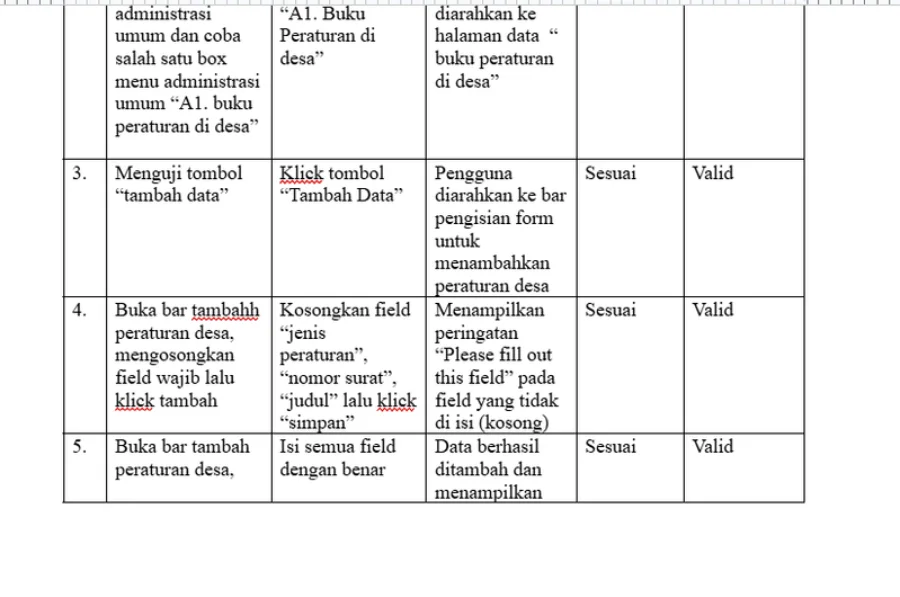 administrasi
umum dan coba
salah satu box
menu administrasi
umum “A1. buku
peraturan di desa”
“A1. Buku
Peraturan di
desa”
diarahkan ke
halaman data “
buku peraturan
di desa”
3.
Menguji tombol
“tambah data”
Klick tombol
“Tambah Data”
Pengguna
diarahkan ke bar
pengisian form
untuk
menambahkan
peraturan desa
Sesuai
Valid
4.
Buka bar tambahh
peraturan desa,
mengosongkan
field wajib lalu
klick tambah
Kosongkan field
“jenis
peraturan”,
“nomor surat”,
“judul” lalu klick
“simpan”
Menampilkan
peringatan
“Please fill out
this field” pada
field yang tidak
di isi (kosong)
Sesuai
Valid
5.
Buka bar tambah
peraturan desa,
Isi semua field
dengan benar
Data berhasil
ditambah dan
menampilkan
Sesuai
Valid